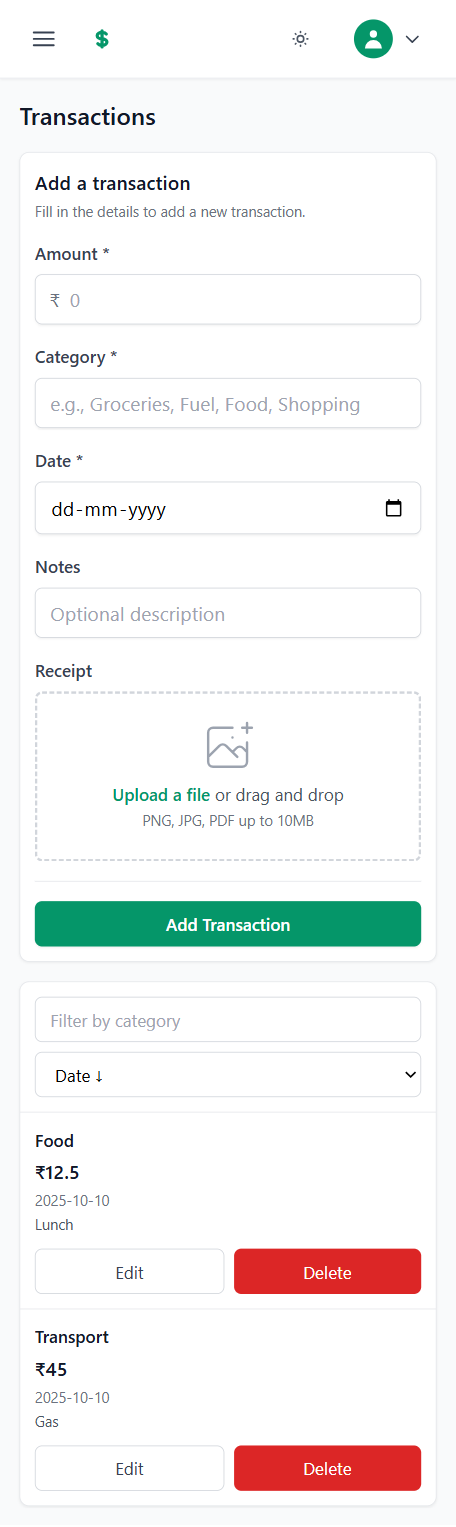 $
Transactions
Add a transaction
Fill in the details to add a new transaction.
Amount *
₹ 0
Category *
e.g., Groceries, Fuel, Food, Shopping
Date *
dd-mm-yyyy
Notes
Optional description
Receipt
Upload a file or drag and drop
PNG, JPG, PDF up to 10MB
Add Transaction
Filter by category
Date ↓
Food
₹12.5
2025-10-10
Lunch
Edit Delete
Transport
₹45
2025-10-10
Gas
Edit Delete